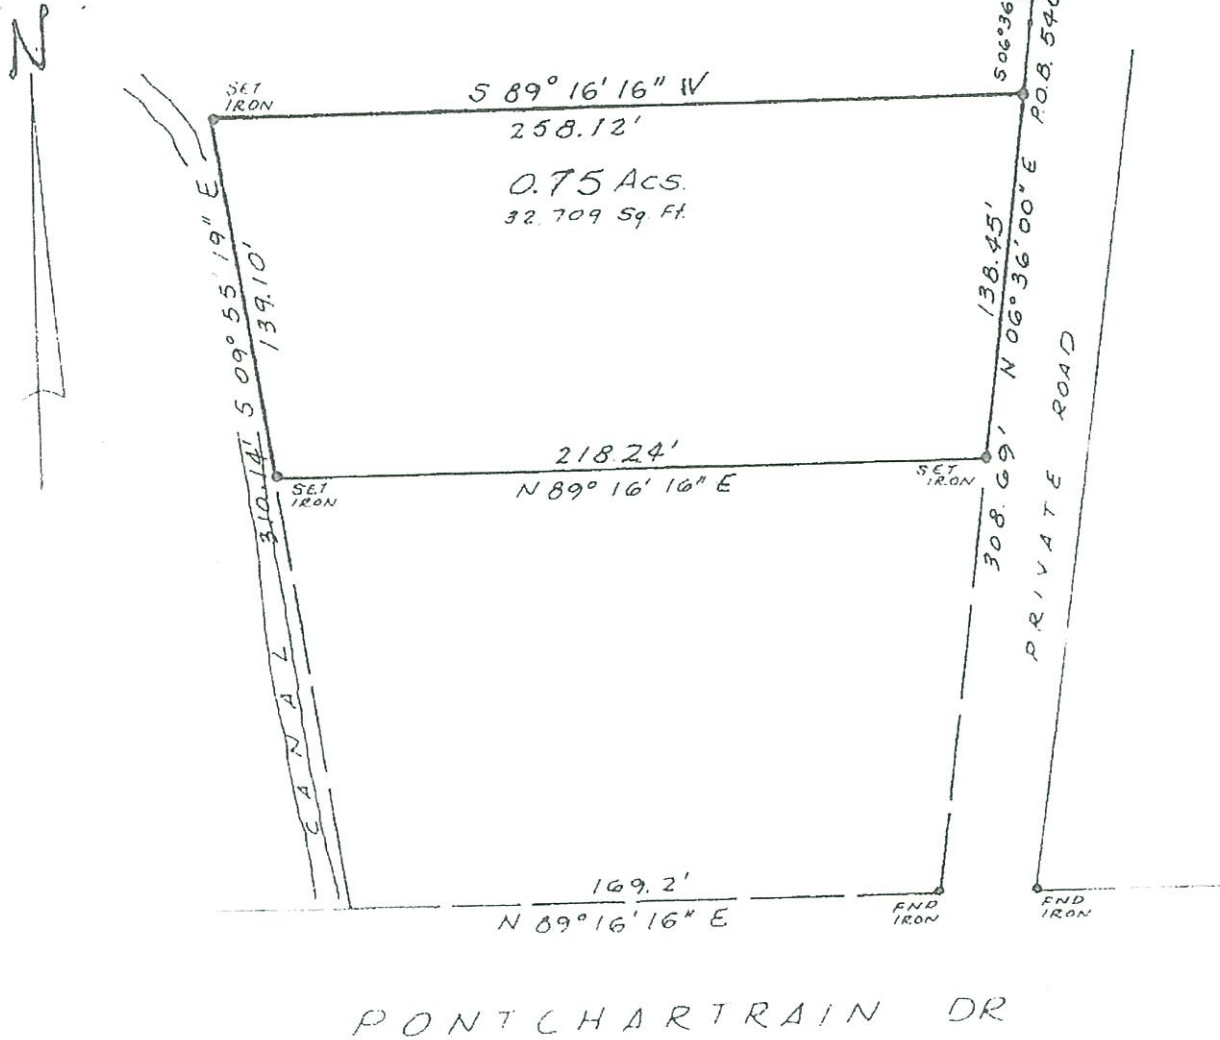 N
S 06°36
P.O.B. 540
SET
IRON
S 89° 16' 16" W
258.12'
0.75 Acs.
32.709 Sq. Ft.
S 09° 55' 19" E
139.10'
310.14'
138.45'
N 06° 36' 00" E
308.69'
PRIVATE ROAD
218.24'
N 89° 16' 16" E
SET
IRON
SET
IRON
CANAL
169.2'
N 89° 16' 16" E
FND
IRON
FND
IRON
PONTCHARTRAIN DR